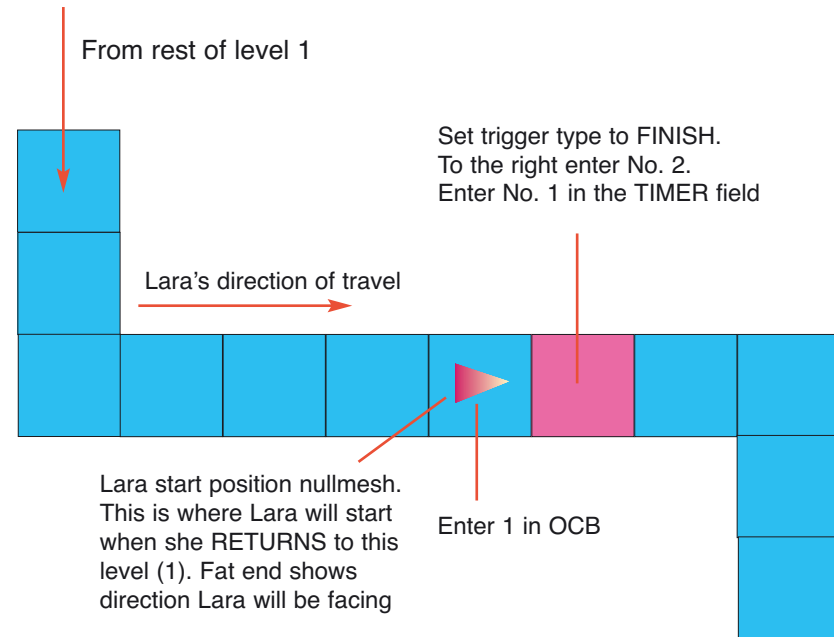 From rest of level 1
Set trigger type to FINISH.
To the right enter No. 2.
Enter No. 1 in the TIMER field
Lara's direction of travel
Lara start position nullmesh.
This is where Lara will start
when she RETURNS to this
level (1). Fat end shows
direction Lara will be facing
Enter 1 in OCB